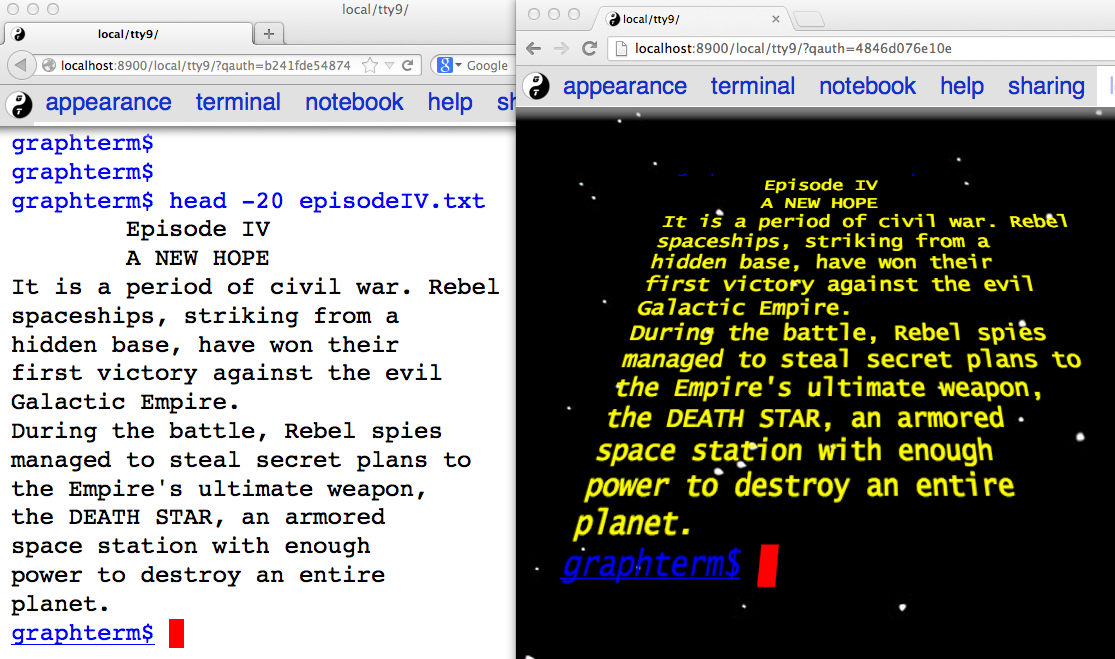 local/tty9/
local/tty9/
localhost:8900/local/tty9/?qauth=b241fde54874
8 Google
appearance terminal notebook help sh
graphterm$
graphterm$
graphterm$ head -20 episodeIV.txt
Episode IV
A NEW HOPE
It is a period of civil war. Rebel
spaceships, striking from a
hidden base, have won their
first victory against the evil
Galactic Empire.
During the battle, Rebel spies
managed to steal secret plans to
the Empire's ultimate weapon,
the DEATH STAR, an armored
space station with enough
power to destroy an entire
planet.
graphterm$
local/tty9/
localhost:8900/local/tty9/?qauth=4846d076e10e
appearance terminal notebook help sharing
Episode IV
A NEW HOPE
It is a period of civil war. Rebel
spaceships, striking from a
hidden base, have won their
first victory against the evil
Galactic Empire.
During the battle, Rebel spies
managed to steal secret plans to
the Empire's ultimate weapon,
the DEATH STAR, an armored
space station with enough
power to destroy an entire
planet.
graphterm$